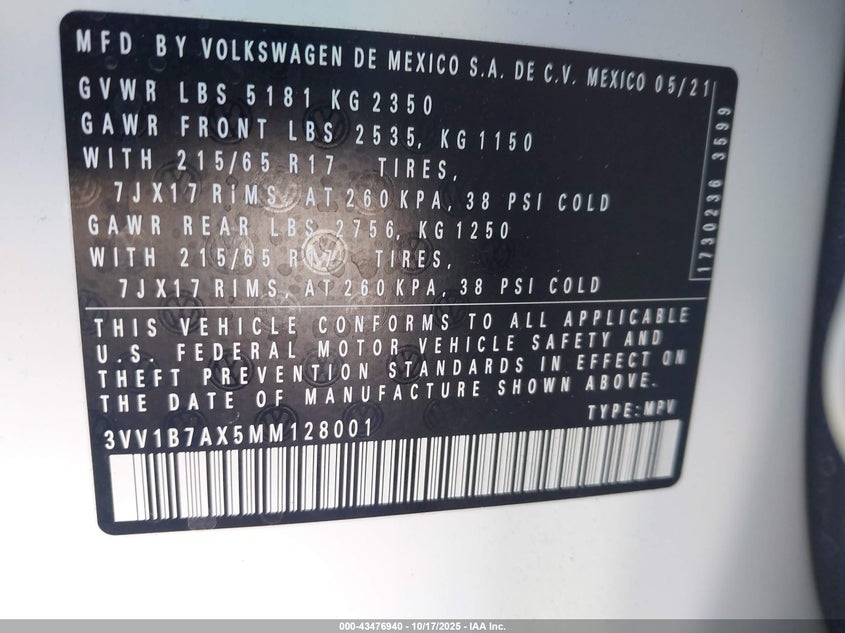 MFD BY VOLKSWAGEN DE MEXICO S.A. DE C.V. MEXICO 05/21
GVWR LBS 5181 KG 2350
GAWR FRONT LBS 2535, KG 1150
WITH 215/65 R17 TIRES,
7JX17 RIMS, AT 260 KPA, 38 PSI COLD
GAWR REAR LBS 2756, KG 1250
WITH 215/65 R17 TIRES,
7JX17 RIMS, AT 260 KPA, 38 PSI COLD
1730236 3599
THIS VEHICLE CONFORMS TO ALL APPLICABLE
U.S. FEDERAL MOTOR VEHICLE SAFETY AND
THEFT PREVENTION STANDARDS IN EFFECT ON
THE DATE OF MANUFACTURE SHOWN ABOVE.
3VV1B7AX5MM128001 TYPE: MPV
000-43476940 - 10/17/2025 - IAA Inc.